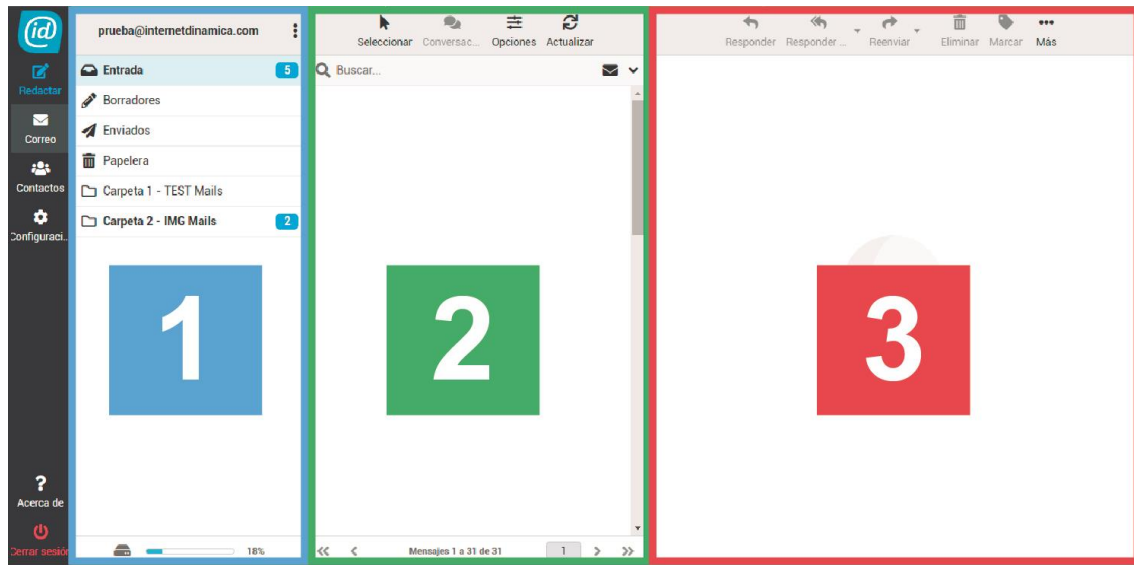 (id)
Redactar
Correo
Contactos
Configuraci...
Acerca de
Cerrar sesión
prueba@internetdinamica.com
Entrada 5
Borradores
Enviados
Papelera
Carpeta 1 - TEST Mails
Carpeta 2 - IMG Mails 2
1
18%
Seleccionar Conversac... Opciones Actualizar
Buscar...
2
Mensajes 1 a 31 de 31 1
Responder Responder ... Reenviar Eliminar Marcar Más
3